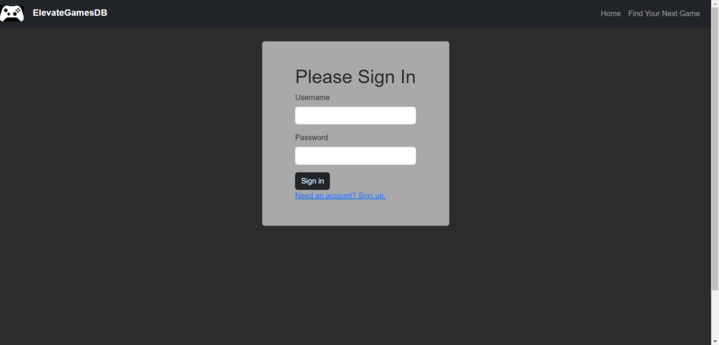 ElevateGamesDB
Home Find Your Next Game
Please Sign In
Username
Password
Sign in
Need an account? Sign up.